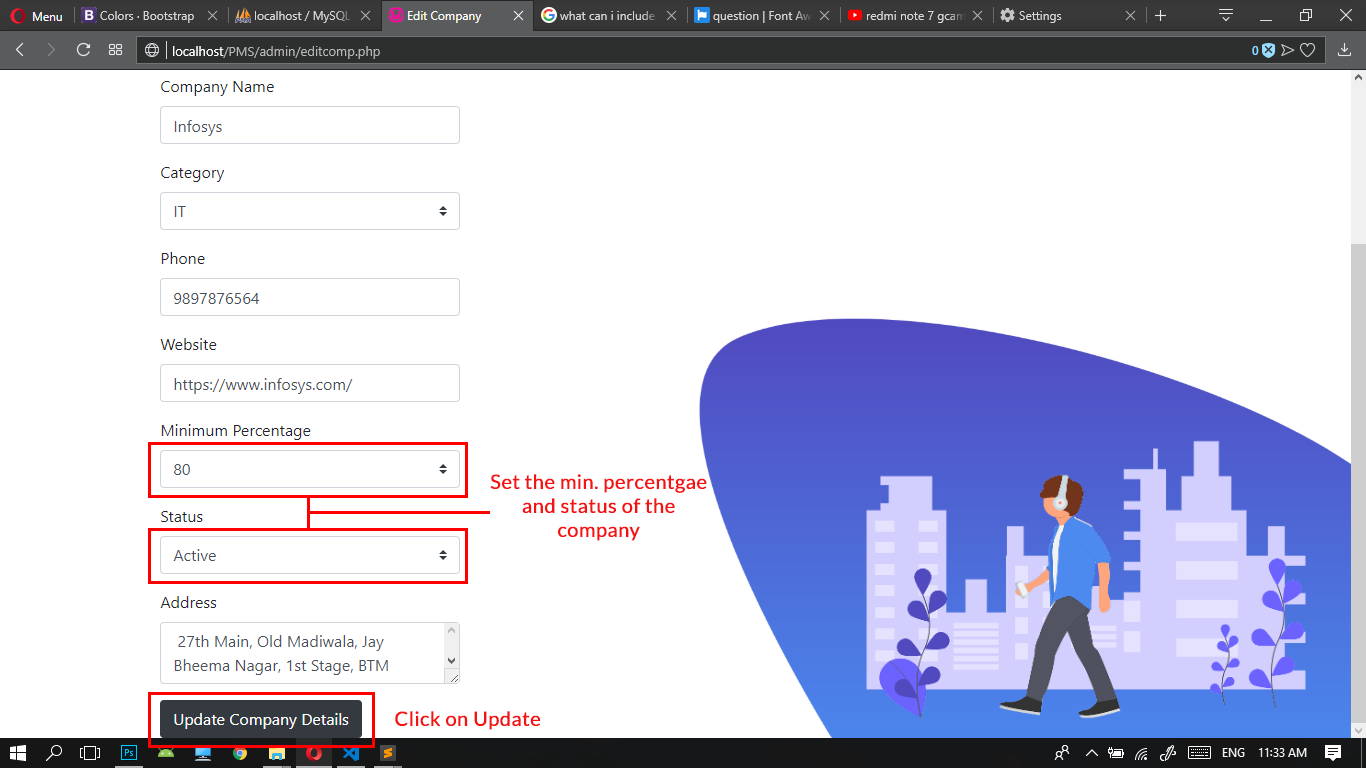 Menu
Colors · Bootstrap
localhost / MySQL
Edit Company
what can i include
question | Font Aw
redmi note 7 gcam
Settings
localhost/PMS/admin/editcomp.php
0
Company Name
Infosys
Category
IT
Phone
9897876564
Website
https://www.infosys.com/
Minimum Percentage
80
Set the min. percentgae
and status of the
company
Status
Active
Address
27th Main, Old Madiwala, Jay
Bheema Nagar, 1st Stage, BTM
Update Company Details
Click on Update
Ps
ENG
11:33 AM